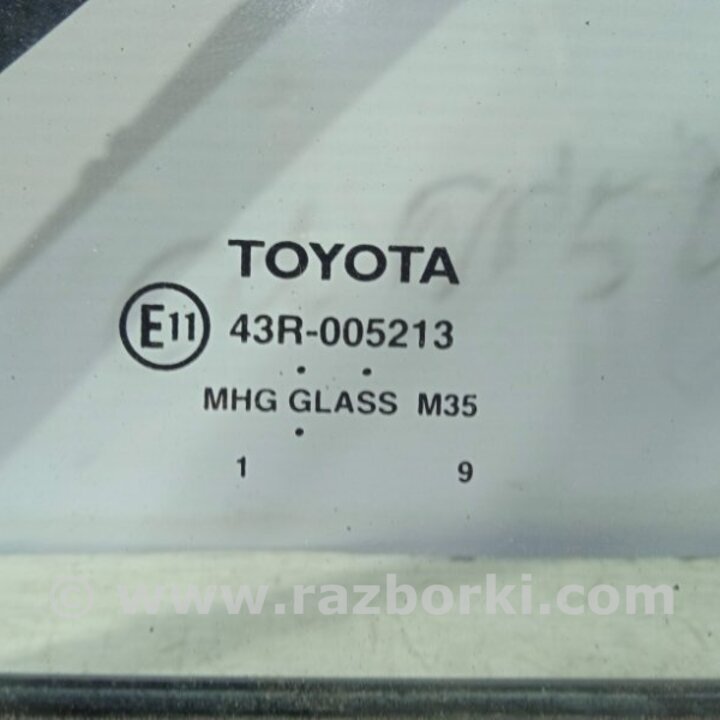 TOYOTA
E11 43R-005213
MHG GLASS M35
1 9
© www.razborki.com